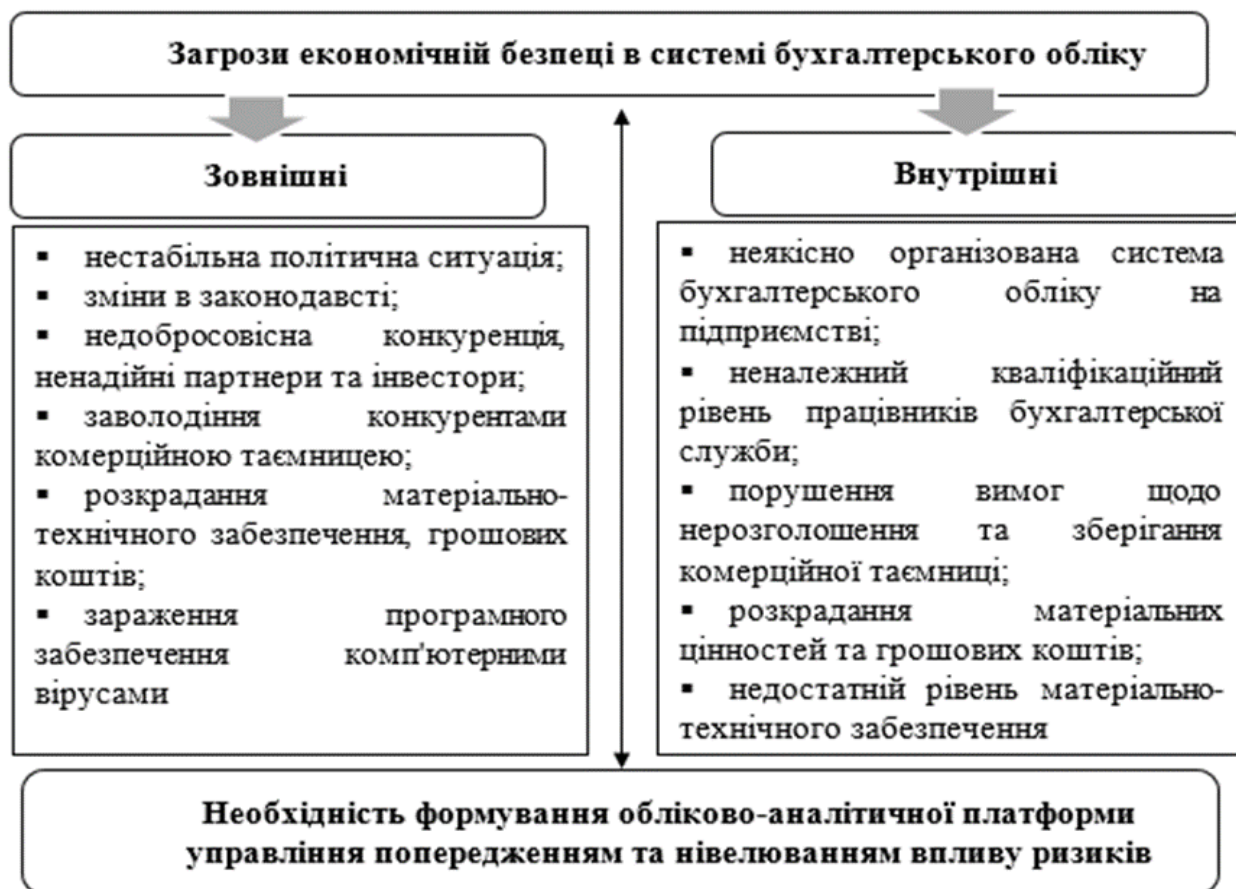 Загрози економічній безпеці в системі бухгалтерського обліку
Зовнішні
▪ нестабільна політична ситуація;
▪ зміни в законодавсті;
▪ недобросовісна конкуренція,
ненадійні партнери та інвестори;
▪ заволодіння конкурентами
комерційною таємницею;
▪ розкрадання матеріально-
технічного забезпечення, грошових
коштів;
▪ зараження програмного
забезпечення комп'ютерними
вірусами
Внутрішні
▪ неякісно організована система
бухгалтерського обліку на
підприємстві;
▪ неналежний кваліфікаційний
рівень працівників бухгалтерської
служби;
▪ порушення вимог щодо
нерозголошення та зберігання
комерційної таємниці;
▪ розкрадання матеріальних
цінностей та грошових коштів;
▪ недостатній рівень матеріально-
технічного забезпечення
Необхідність формування обліково-аналітичної платформи
управління попередженням та нівелюванням впливу ризиків